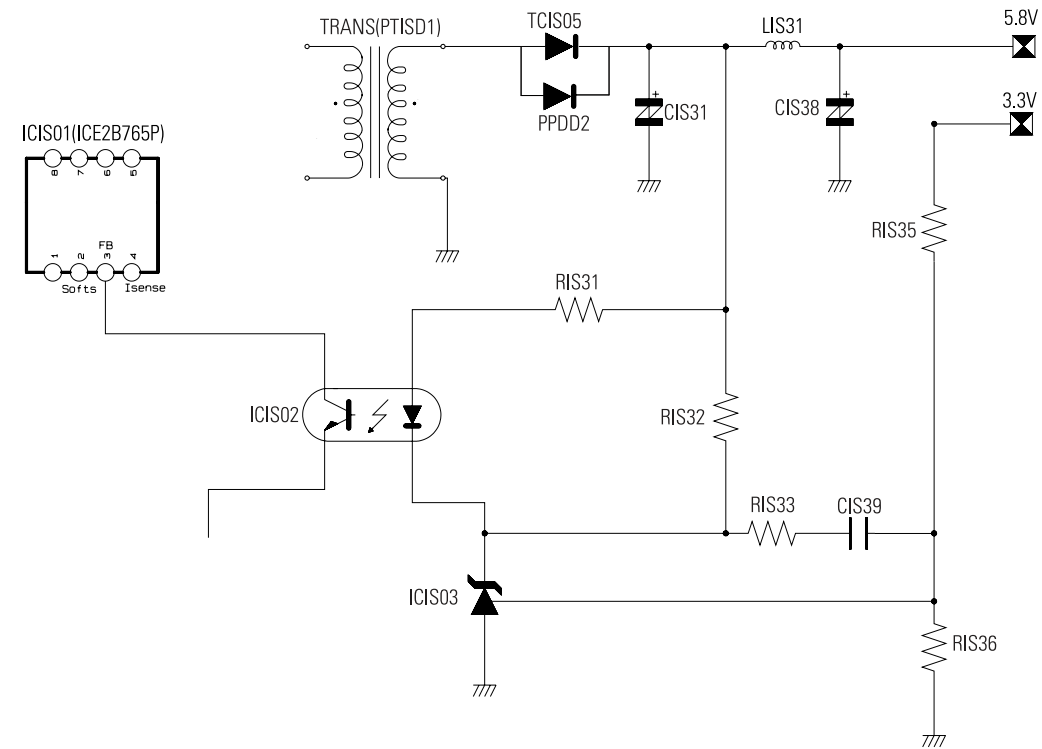 TRANS(PTISD1)
TCIS05
LIS31
5.8V
PPDD2
CIS31
CIS38
3.3V
ICIS01(ICE2B765P)
8 7 6 5
FB
1 2 3 4
Softs Isense
RIS35
RIS31
ICIS02
RIS32
RIS33
CIS39
ICIS03
RIS36
+
+